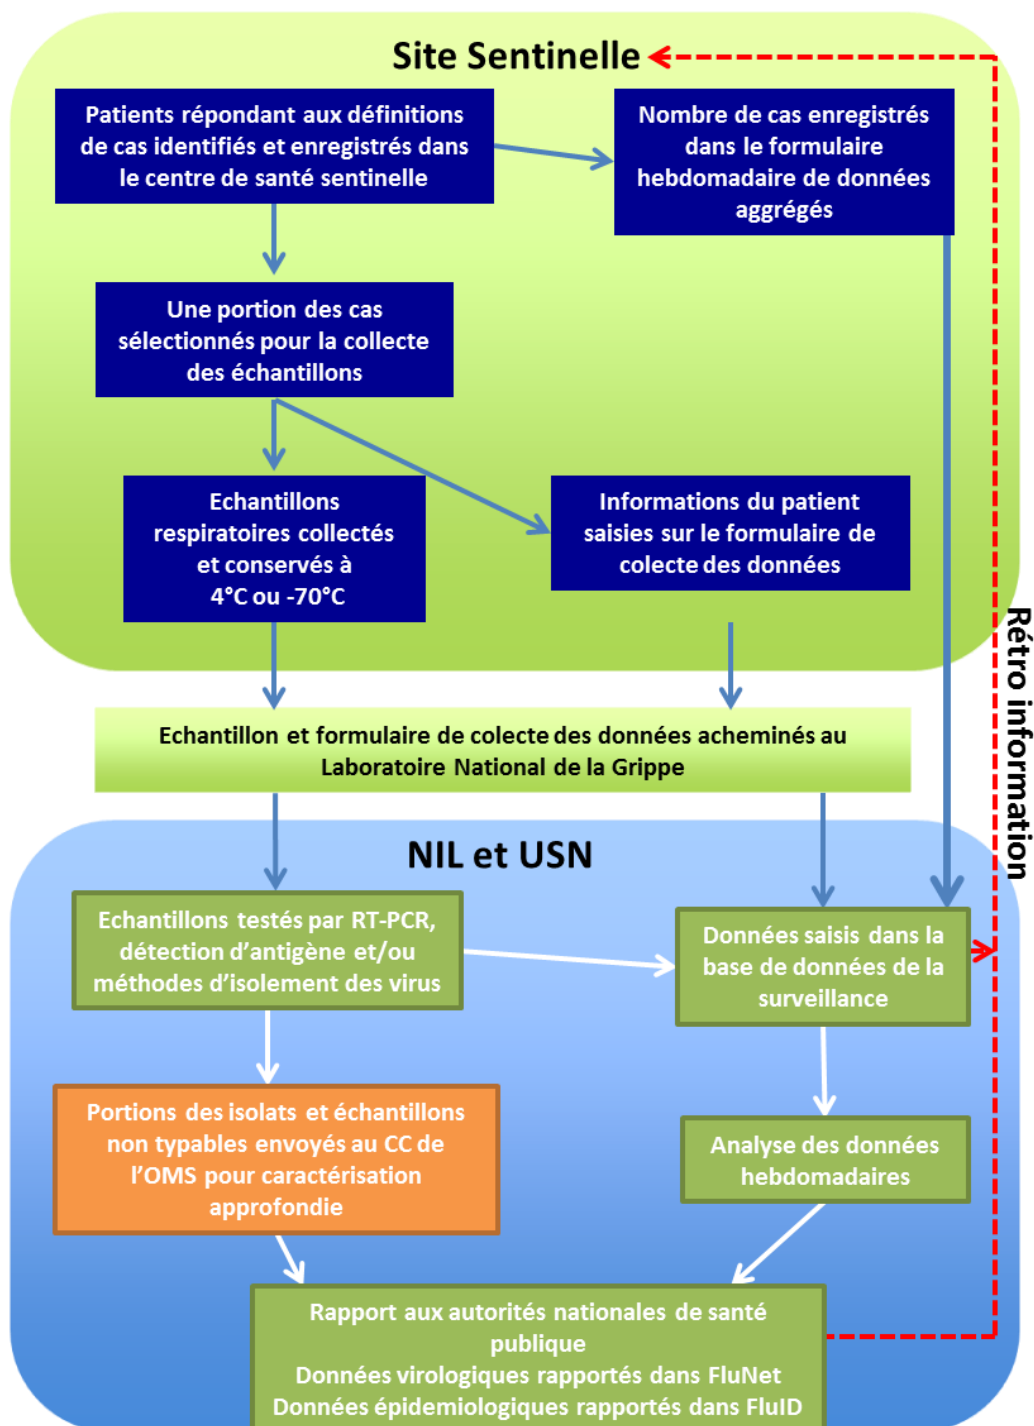 Site Sentinelle
Patients répondant aux définitions
de cas identifiés et enregistrés dans
le centre de santé sentinelle
Nombre de cas enregistrés
dans le formulaire
hebdomadaire de données
aggrégés
Une portion des cas
sélectionnés pour la collecte
des échantillons
Echantillons
respiratoires collectés
et conservés à
4°C ou -70°C
Informations du patient
saisies sur le formulaire de
colecte des données
Rétro information
Echantillon et formulaire de colecte des données acheminés au
Laboratoire National de la Grippe
NIL et USN
Echantillons testés par RT-PCR,
détection d’antigène et/ou
méthodes d’isolement des virus
Données saisis dans la
base de données de la
surveillance
Portions des isolats et échantillons
non typables envoyés au CC de
l’OMS pour caractérisation
approfondie
Analyse des données
hebdomadaires
Rapport aux autorités nationales de santé
publique
Données virologiques rapportés dans FluNet
Données épidemiologiques rapportés dans FluID